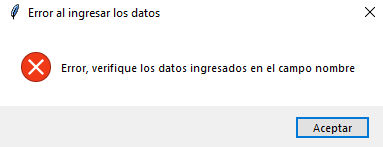 Error al ingresar los datos
Error, verifique los datos ingresados en el campo nombre
Aceptar